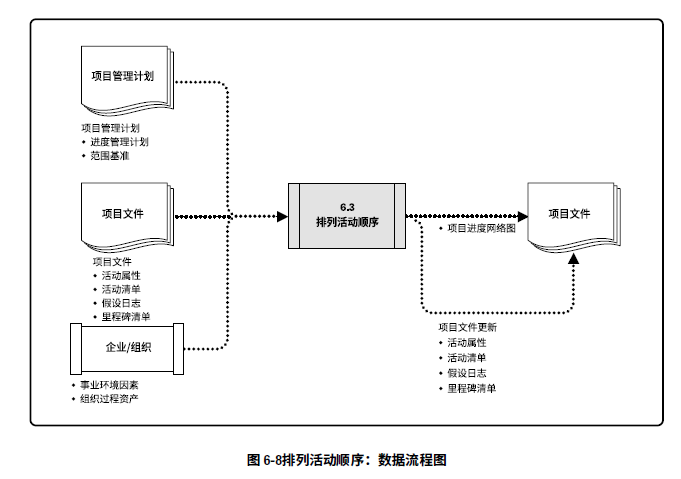 项目管理计划
项目管理计划
• 进度管理计划
• 范围基准
项目文件
项目文件
• 活动属性
• 活动清单
• 假设日志
• 里程碑清单
企业/组织
• 事业环境因素
• 组织过程资产
6.3
排列活动顺序
• 项目进度网络图
项目文件
项目文件更新
• 活动属性
• 活动清单
• 假设日志
• 里程碑清单
图 6-8排列活动顺序：数据流程图